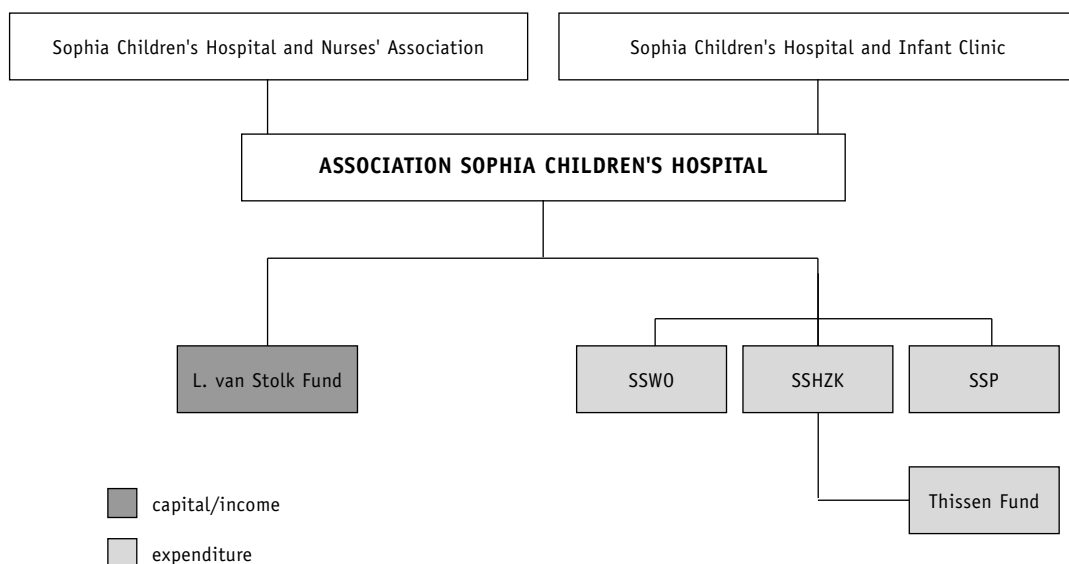 Sophia Children's Hospital and Nurses' Association
Sophia Children's Hospital and Infant Clinic
ASSOCIATION SOPHIA CHILDREN'S HOSPITAL
L. van Stolk Fund
SSWO
SSHZK
SSP
Thissen Fund
capital/income
expenditure